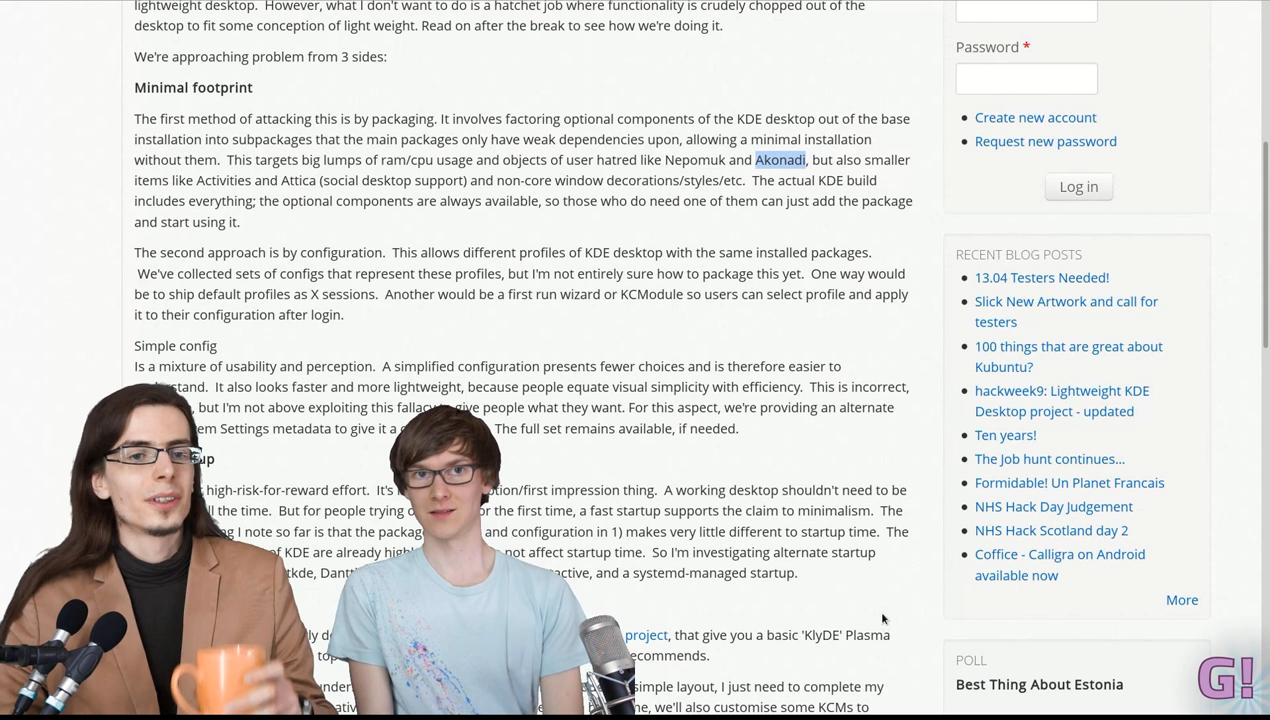 lightweight desktop.  However, what I don't want to do is a hatchet job where functionality is crudely chopped out of the
desktop to fit some conception of light weight.  Read on after the break to see how we're doing it.
We're approaching problem from 3 sides:
Minimal footprint
The first method of attacking this is by packaging. It involves factoring optional components of the KDE desktop out of the base
installation into subpackages that the main packages only have weak dependencies upon, allowing a minimal installation
without them.  This targets big lumps of ram/cpu usage and objects of user hatred like Nepomuk and Akonadi, but also smaller
items like Activities and Attica (social desktop support) and non-core window decorations/styles/etc.  The actual KDE build
includes everything; the optional components are always available, so those who do need one of them can just add the package
and start using it.
The second approach is by configuration.  This allows different profiles of KDE desktop with the same installed packages.
We've collected sets of configs that represent these profiles, but I'm not entirely sure how to package this yet.  One way would
be to ship default profiles as X sessions.  Another would be a first run wizard or KCModule so users can select profile and apply
it to their configuration after login.
Simple config
Is a mixture of usability and perception.  A simplified configuration presents fewer choices and is therefore easier to
It also looks faster and more lightweight, because people equate visual simplicity with efficiency.  This is incorrect,
but I'm not above exploiting this fallacy to give people what they want. For this aspect, we're providing an alternate
System Settings metadata to give it a The full set remains available, if needed.
up
high-risk-for-reward effort.  It's first impression thing.  A working desktop shouldn't need to be
all the time.  But for people trying for the first time, a fast startup supports the claim to minimalism.  The
I note so far is that the package and configuration in 1) makes very little different to startup time.  The
of KDE are already not affect startup time.  So I'm investigating alternate startup
and a systemd-managed startup.
project, that give you a basic 'KlyDE' Plasma
recommends.
simple layout, I just need to complete my
we'll also customise some KCMs to
Password *
Create new account
Request new password
Log in
RECENT BLOG POSTS
13.04 Testers Needed!
Slick New Artwork and call for
testers
100 things that are great about
Kubuntu?
hackweek9: Lightweight KDE
Desktop project - updated
Ten years!
The Job hunt continues...
Formidable! Un Planet Francais
NHS Hack Day Judgement
NHS Hack Scotland day 2
Coffice - Calligra on Android
available now
More
POLL
Best Thing About Estonia
G!